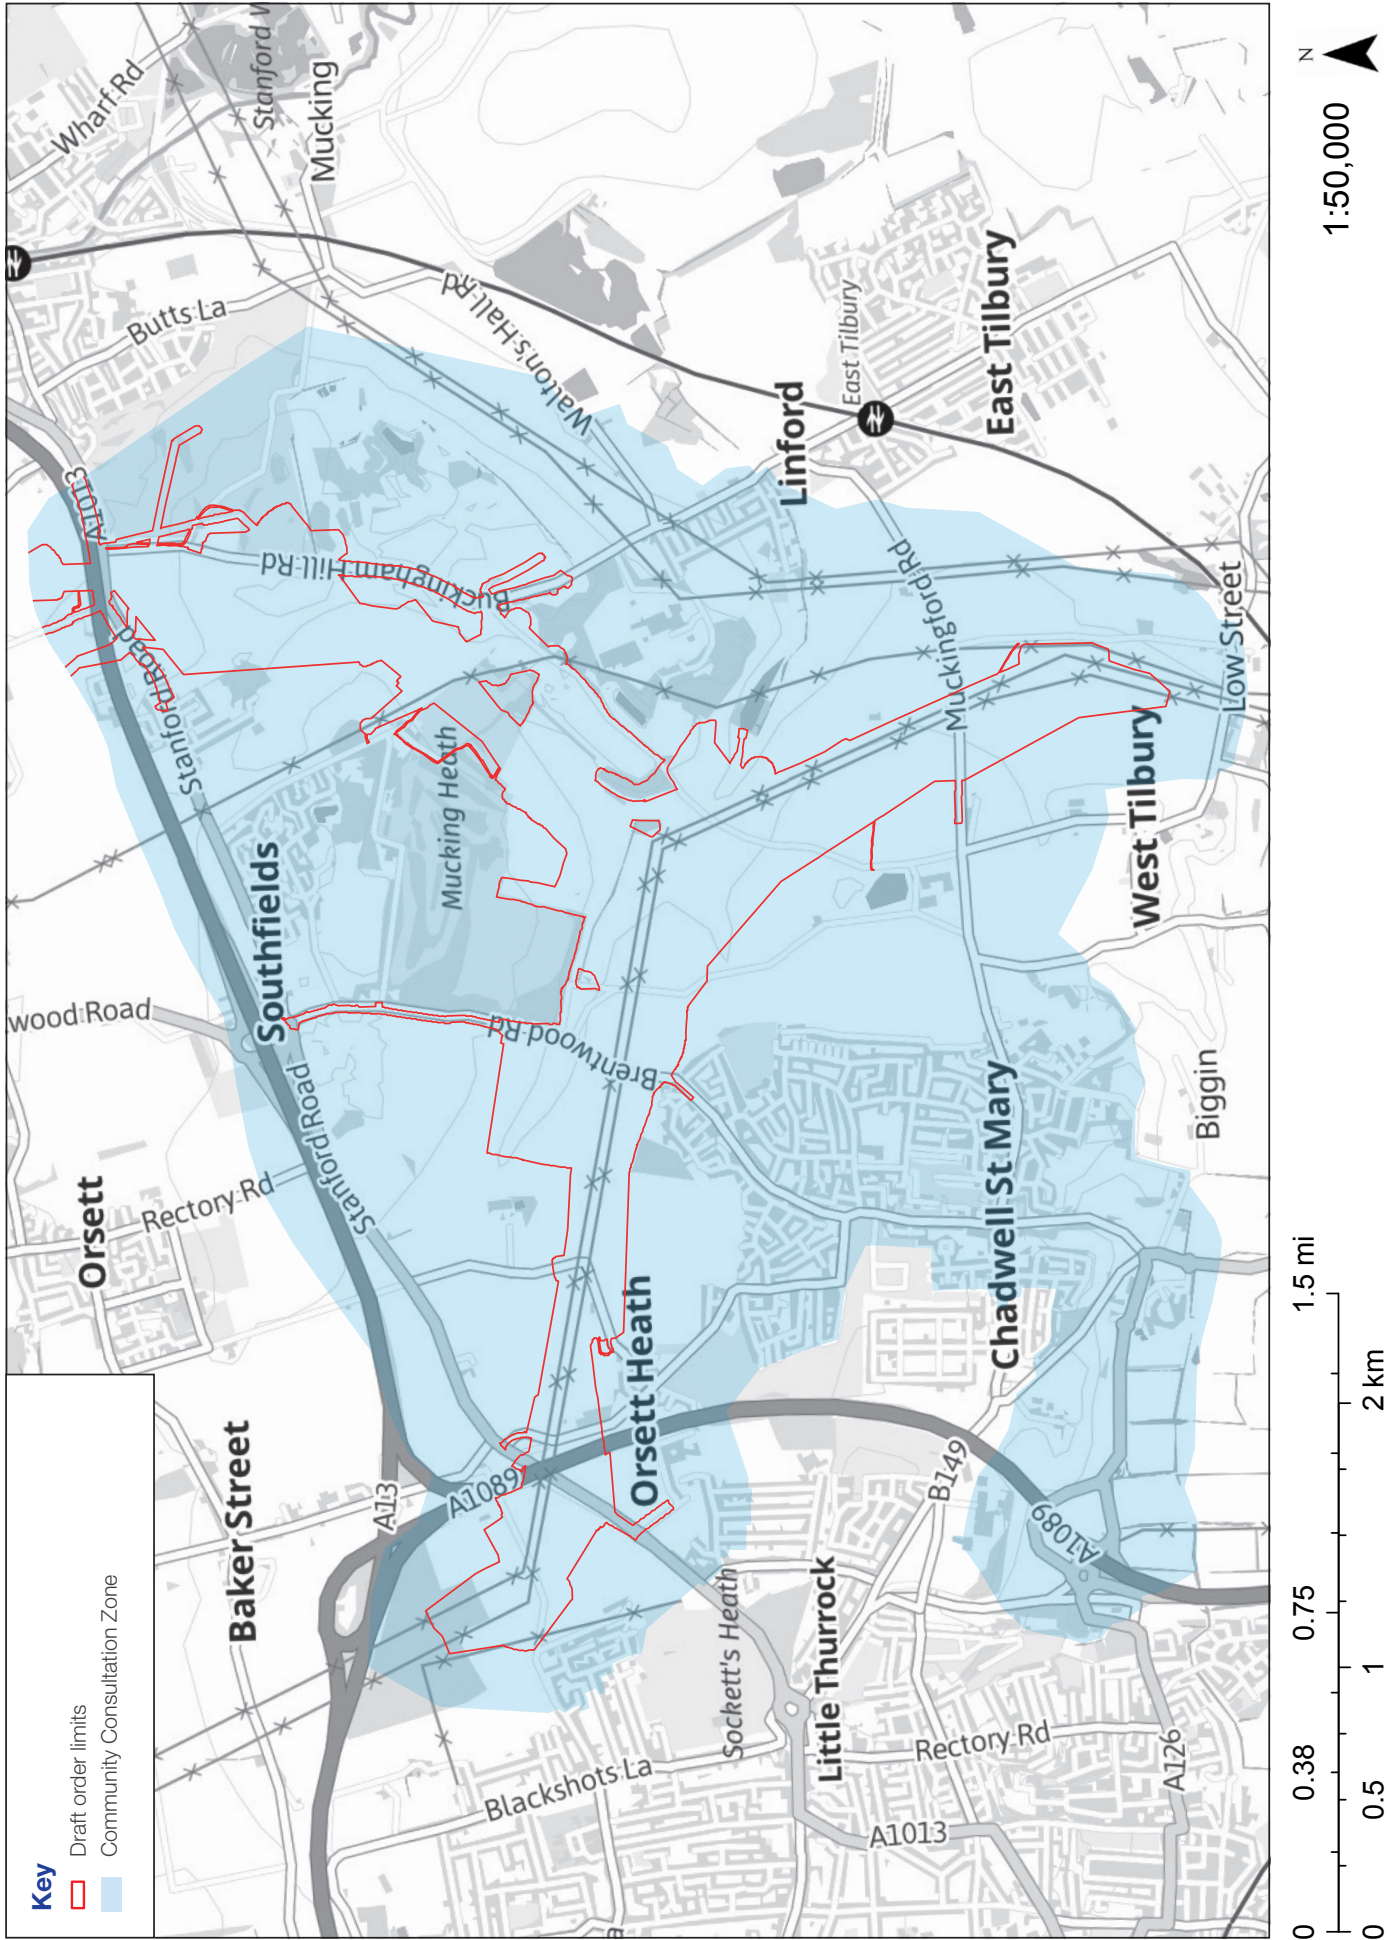 Key
Draft order limits
Community Consultation Zone
Baker Street
Orsett
Rectory Rd
wood Road
Wharf Rd
Stanford W
Mucking
Butts La
A1013
A13
A1089
Stanford Road
Stanford Road
Stanford Road
Southfields
Buckingham Hill Rd
Walton's Hall Rd
Mucking Heath
Brentwood Rd
Orsett Heath
Blackshots La
Sockett's Heath
Little Thurrock
Linford
East Tilbury
East Tilbury
Muckingford Rd
Chadwell St Mary
B149
Rectory Rd
A1013
A1089
A126
West Tilbury
Biggin
Low Street
0 0.38 0.75 1.5 mi
0 0.5 1 2 km
1:50,000
N